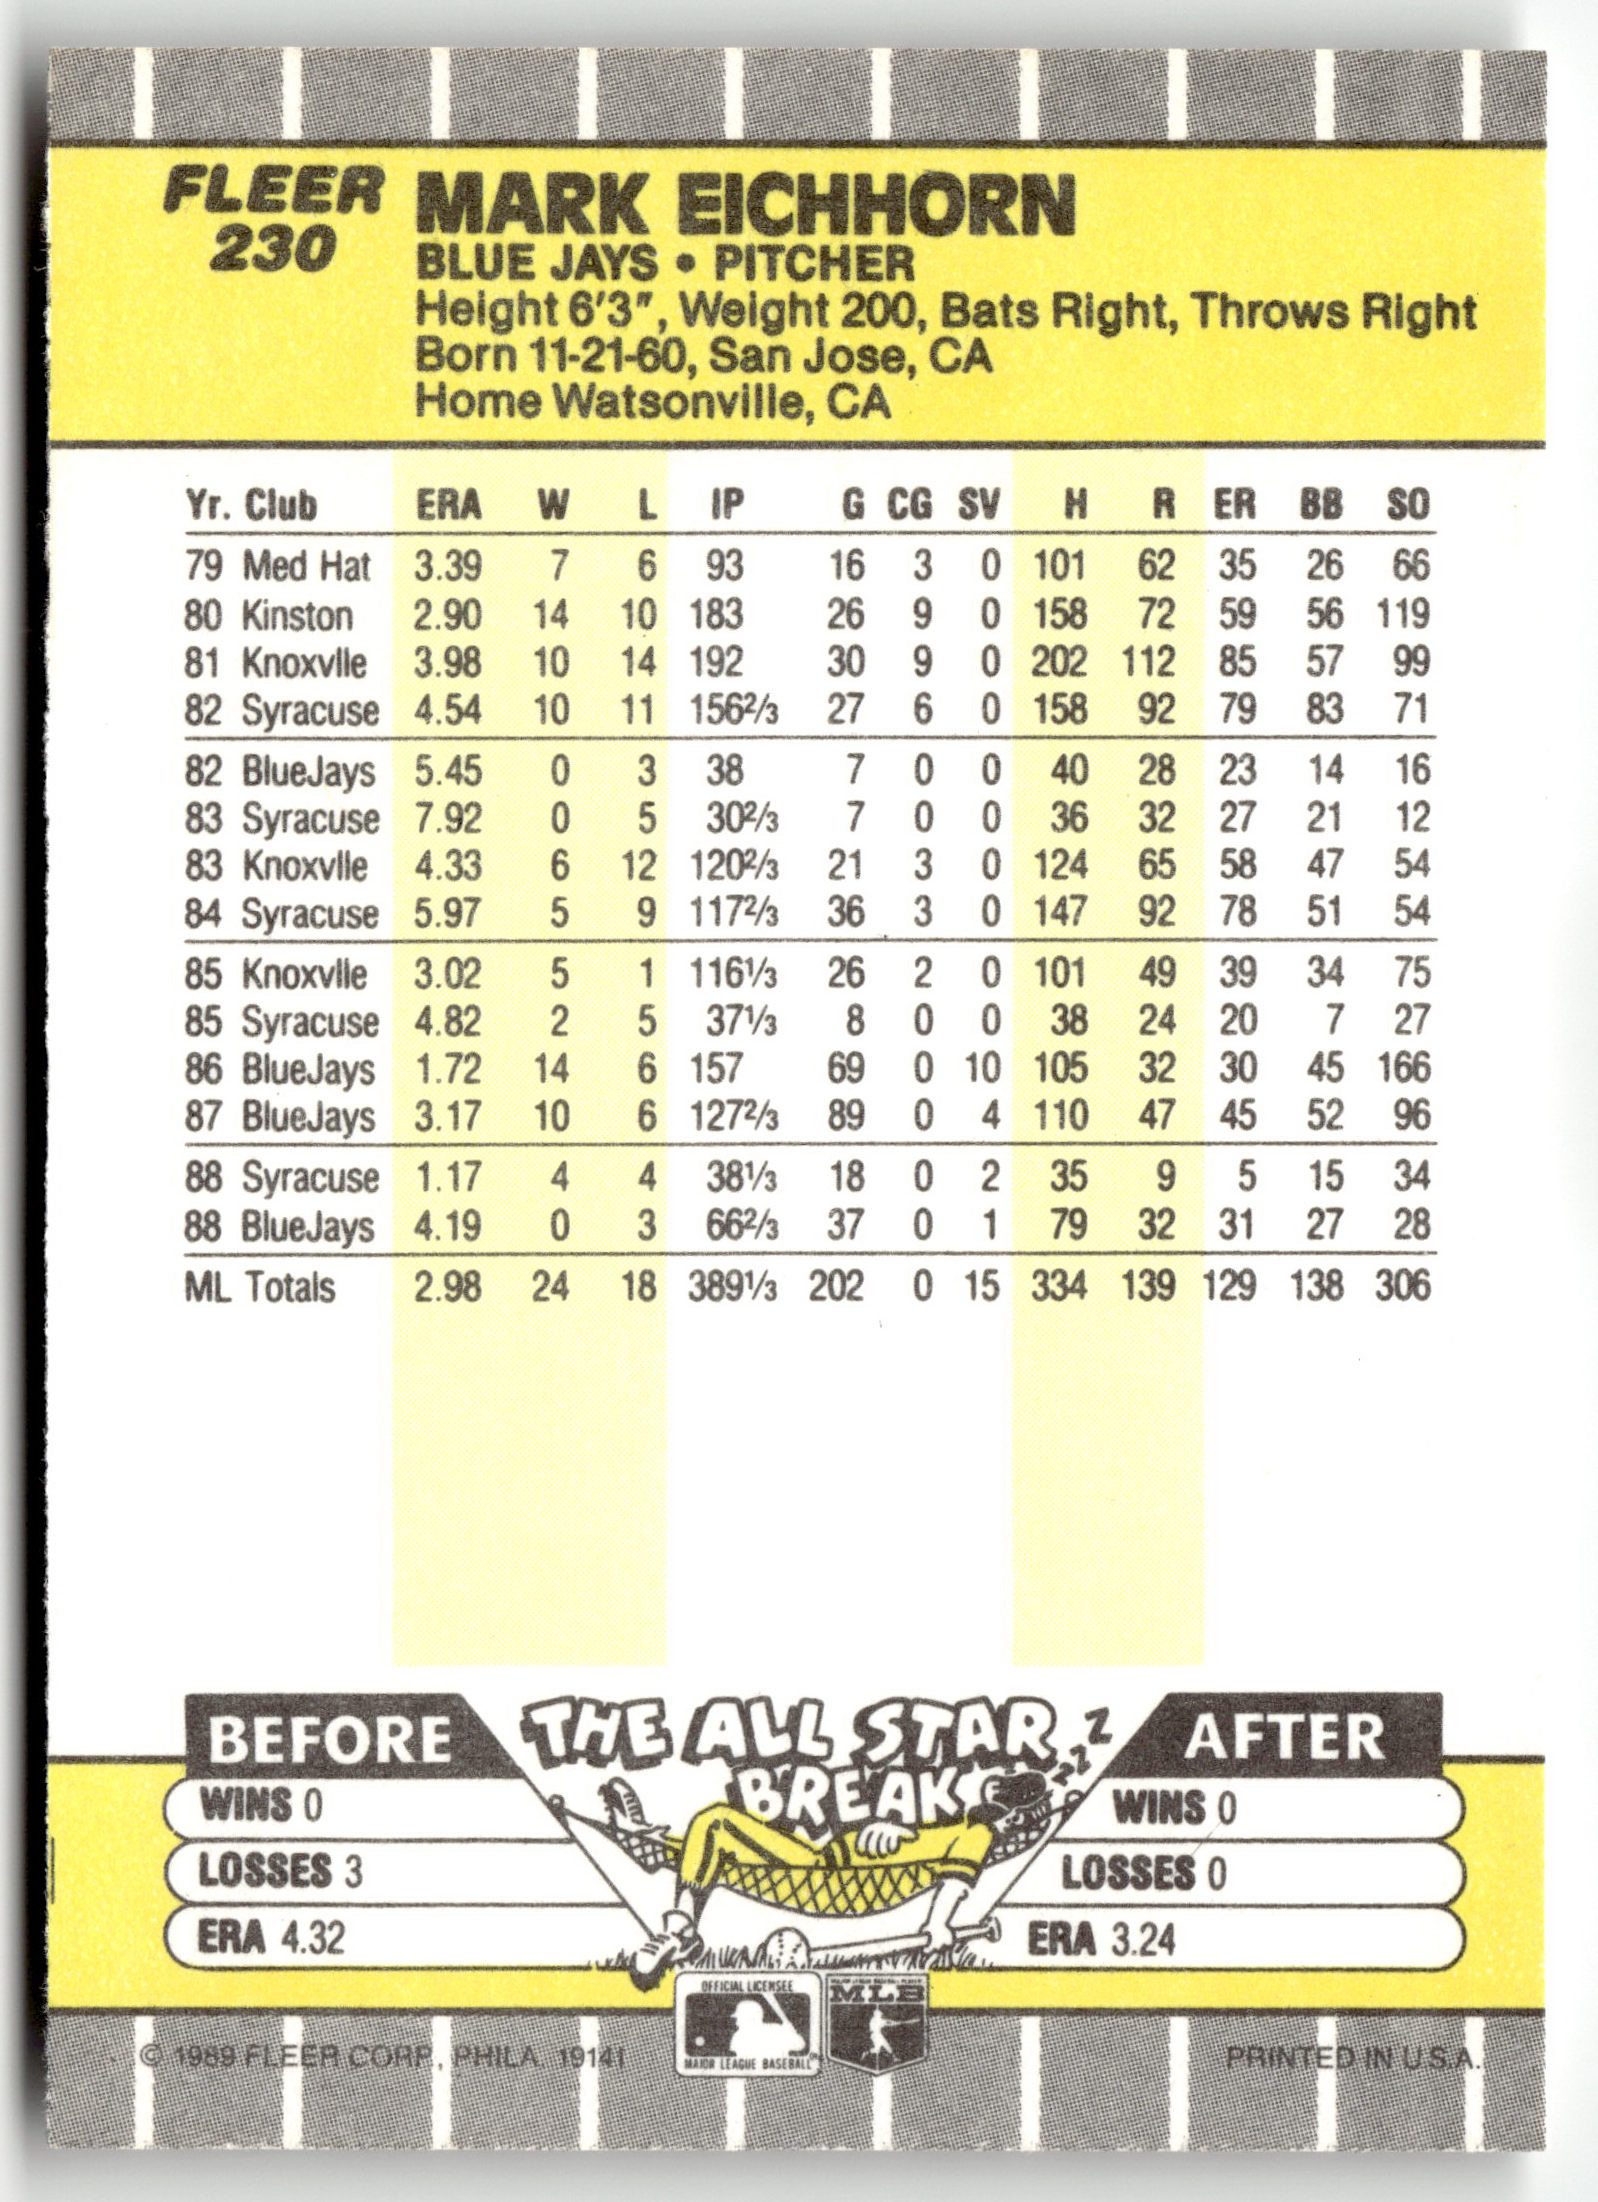 FLEER
230
MARK EICHHORN
BLUE JAYS • PITCHER
Height 6'3", Weight 200, Bats Right, Throws Right
Born 11-21-60, San Jose, CA
Home Watsonville, CA
Yr. Club ERA W L IP G CG SV H R ER BB SO
79 Med Hat 3.39 7 6 93 16 3 0 101 62 35 26 66
80 Kinston 2.90 14 10 183 26 9 0 158 72 59 56 119
81 Knoxvlle 3.98 10 14 192 30 9 0 202 112 85 57 99
82 Syracuse 4.54 10 11 156⅔ 27 6 0 158 92 79 83 71
82 BlueJays 5.45 0 3 38 7 0 0 40 28 23 14 16
83 Syracuse 7.92 0 5 30⅔ 7 0 0 36 32 27 21 12
83 Knoxvlle 4.33 6 12 120⅔ 21 3 0 124 65 58 47 54
84 Syracuse 5.97 5 9 117⅔ 36 3 0 147 92 78 51 54
85 Knoxvlle 3.02 5 1 116⅓ 26 2 0 101 49 39 34 75
85 Syracuse 4.82 2 5 37⅓ 8 0 0 38 24 20 7 27
86 BlueJays 1.72 14 6 157 69 0 10 105 32 30 45 166
87 BlueJays 3.17 10 6 127⅔ 89 0 4 110 47 45 52 96
88 Syracuse 1.17 4 4 38⅓ 18 0 2 35 9 5 15 34
88 BlueJays 4.19 0 3 66⅔ 37 0 1 79 32 31 27 28
ML Totals 2.98 24 18 389⅓ 202 0 15 334 139 129 138 306
BEFORE
THE ALL STAR
BREAK
zzzZ
AFTER
WINS 0
LOSSES 3
ERA 4.32
WINS 0
LOSSES 0
ERA 3.24
OFFICIAL LICENSEE
MAJOR LEAGUE BASEBALL
MLB
© 1989 FLEER CORP., PHILA. 19141
PRINTED IN U.S.A.